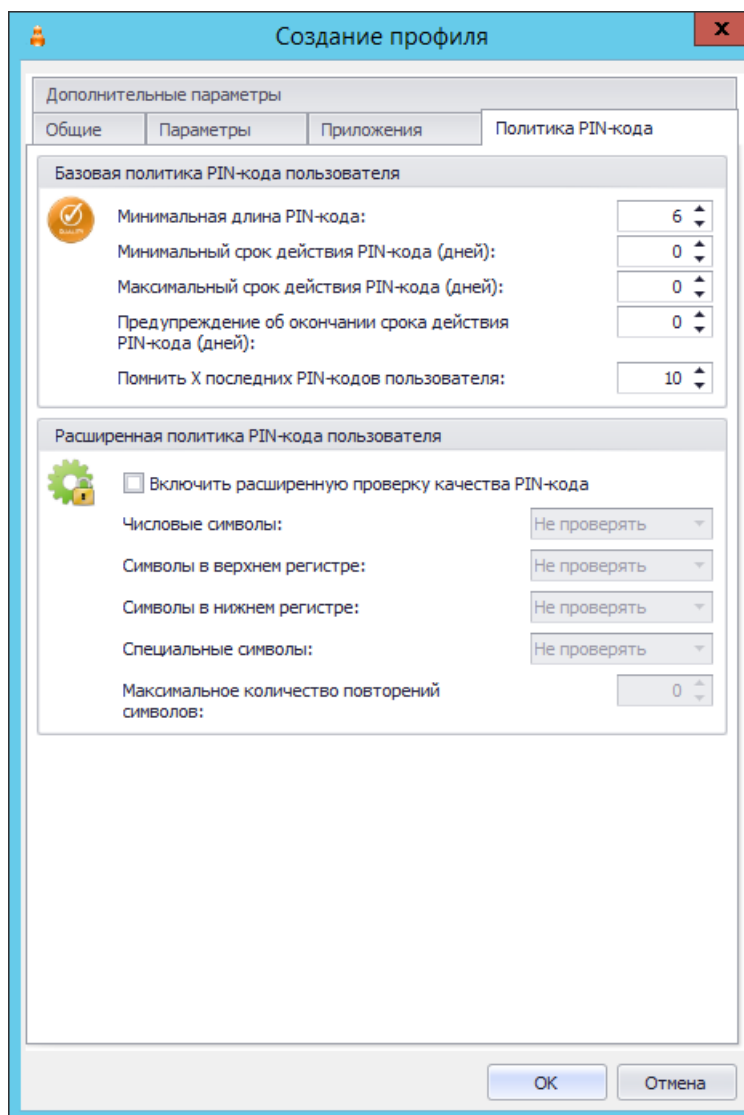 Создание профиля
x
Дополнительные параметры
Общие
Параметры
Приложения
Политика PIN-кода
Базовая политика PIN-кода пользователя
Минимальная длина PIN-кода:
6
Минимальный срок действия PIN-кода (дней):
0
Максимальный срок действия PIN-кода (дней):
0
Предупреждение об окончании срока действия
PIN-кода (дней):
0
Помнить X последних PIN-кодов пользователя:
10
Расширенная политика PIN-кода пользователя
Включить расширенную проверку качества PIN-кода
Числовые символы:
Не проверять
Символы в верхнем регистре:
Не проверять
Символы в нижнем регистре:
Не проверять
Специальные символы:
Не проверять
Максимальное количество повторений
символов:
0
OK
Отмена